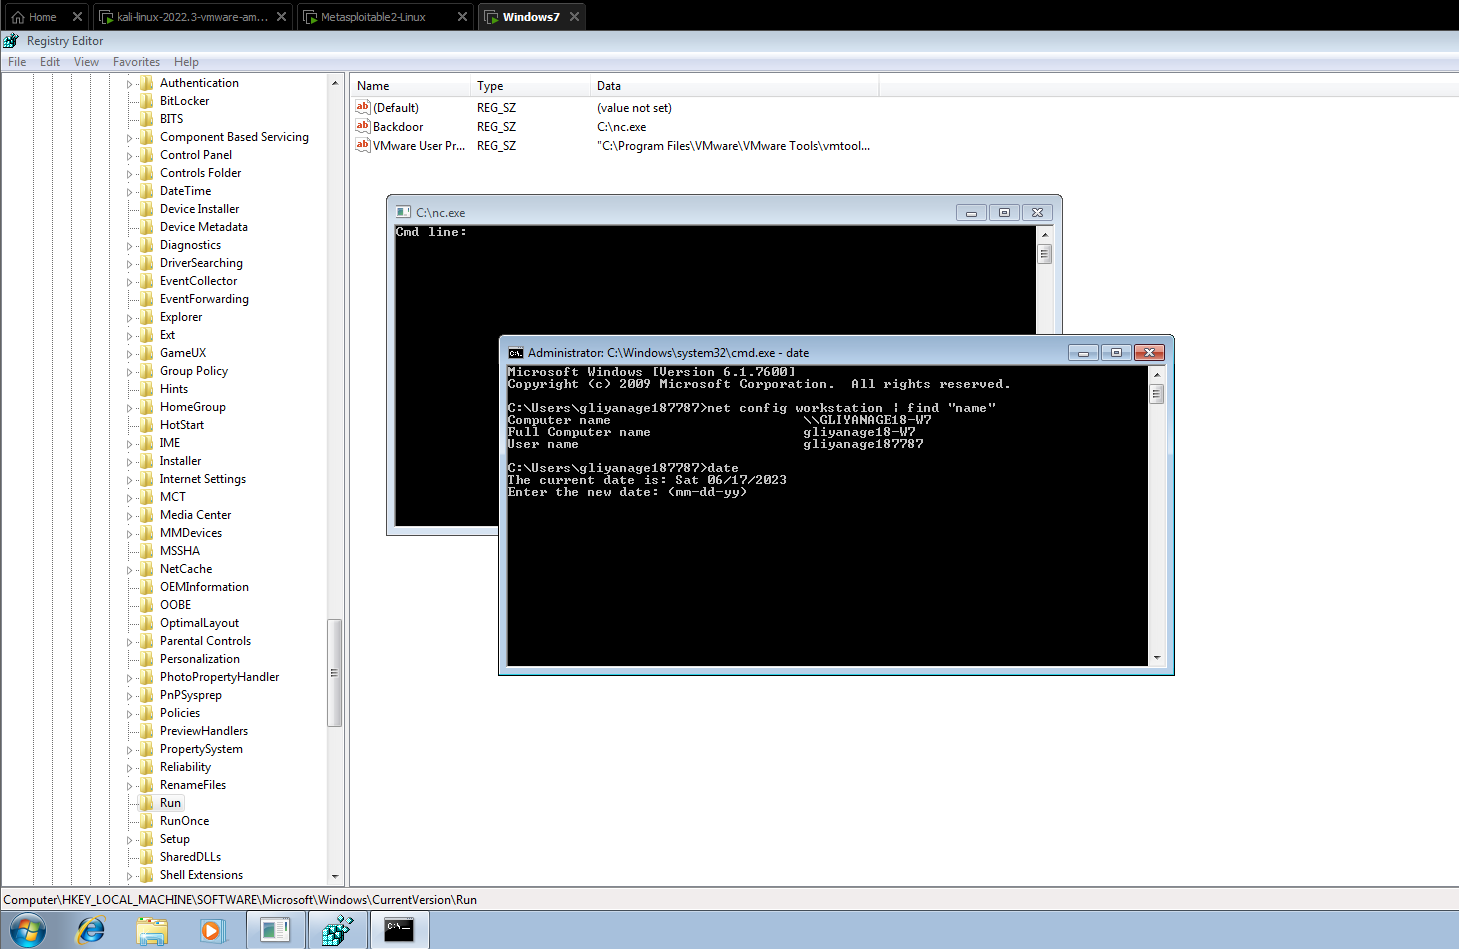 Home
kali-linux-2022.3-vmware-am...
Metasploitable2-Linux
Windows7
Registry Editor
File Edit View Favorites Help
Authentication
BitLocker
BITS
Component Based Servicing
Control Panel
Controls Folder
DateTime
Device Installer
Device Metadata
Diagnostics
DriverSearching
EventCollector
EventForwarding
Explorer
Ext
GameUX
Group Policy
Hints
HomeGroup
HotStart
IME
Installer
Internet Settings
MCT
Media Center
MMDevices
MSSHA
NetCache
OEMInformation
OOBE
OptimalLayout
Parental Controls
Personalization
PhotoPropertyHandler
PnPSysprep
Policies
PreviewHandlers
PropertySystem
Reliability
RenameFiles
Run
RunOnce
Setup
SharedDLLs
Shell Extensions
Name Type Data
(Default) REG_SZ (value not set)
Backdoor REG_SZ C:\nc.exe
VMware User Pr... REG_SZ "C:\Program Files\VMware\VMware Tools\vmtool...
C:\nc.exe
Cmd line:
Administrator: C:\Windows\system32\cmd.exe - date
Microsoft Windows [Version 6.1.7600]
Copyright (c) 2009 Microsoft Corporation.  All rights reserved.
C:\Users\gliyanage187787>net config workstation | find "name"
Computer name \\GLIYANAGE18-W7
Full Computer name gliyanage18-W7
User name gliyanage187787
C:\Users\gliyanage187787>date
The current date is: Sat 06/17/2023
Enter the new date: (mm-dd-yy)
Computer\HKEY_LOCAL_MACHINE\SOFTWARE\Microsoft\Windows\CurrentVersion\Run